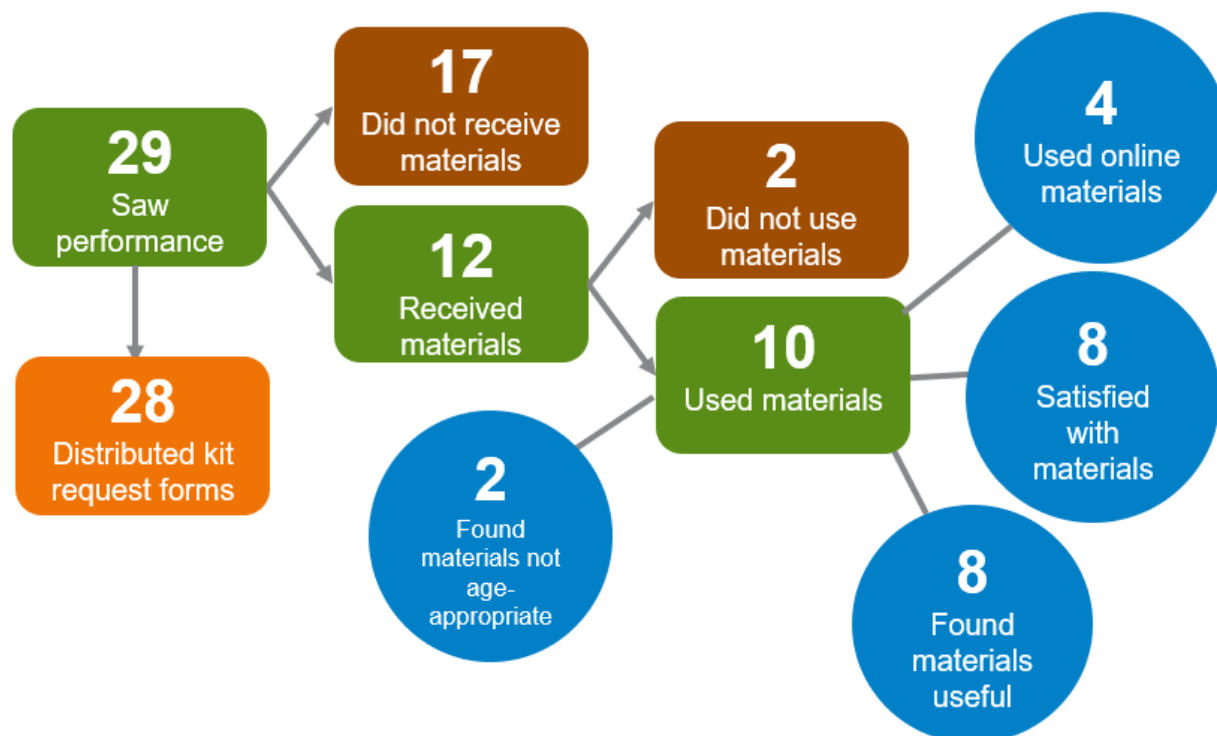 29
Saw
performance
28
Distributed kit
request forms
17
Did not receive
materials
12
Received
materials
2
Did not use
materials
10
Used materials
2
Found
materials not
age-
appropriate
4
Used online
materials
8
Satisfied
with
materials
8
Found
materials
useful